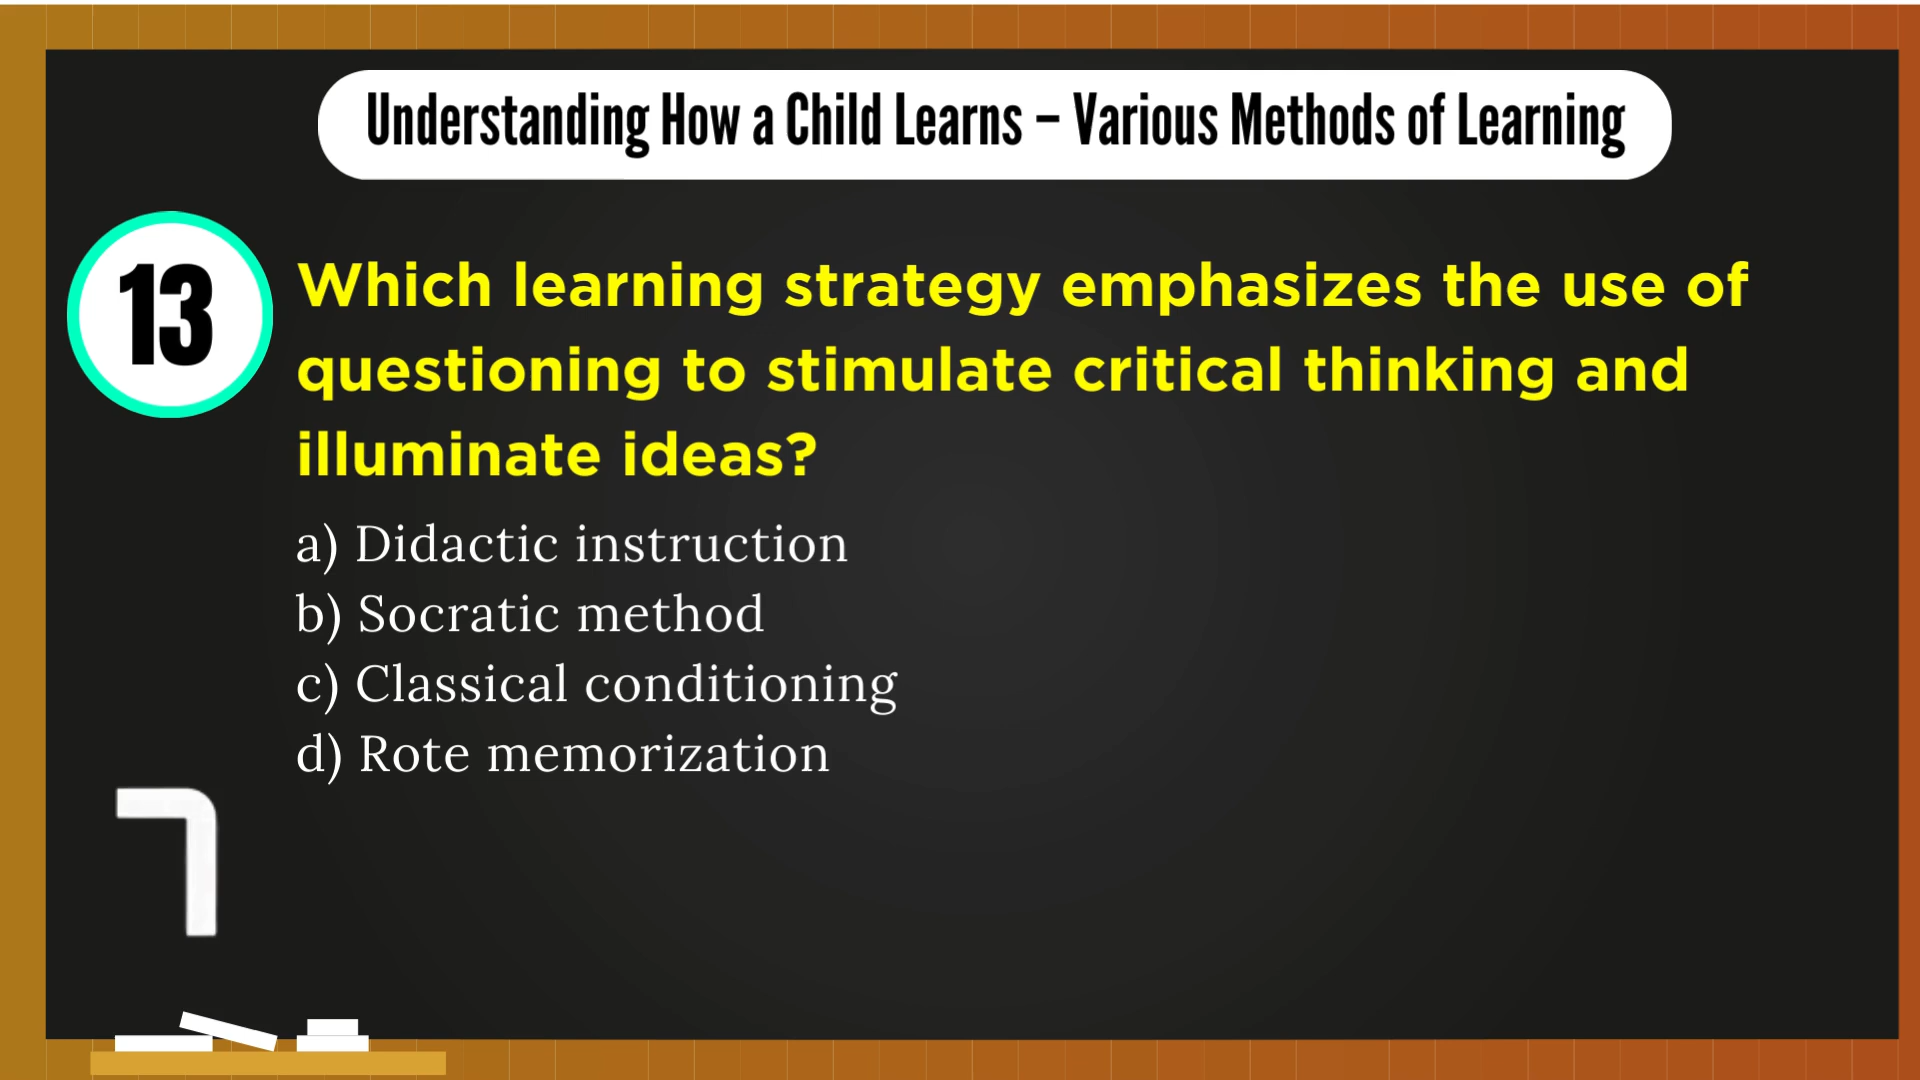 Understanding How a Child Learns – Various Methods of Learning
13
Which learning strategy emphasizes the use of
questioning to stimulate critical thinking and
illuminate ideas?
a) Didactic instruction
b) Socratic method
c) Classical conditioning
d) Rote memorization